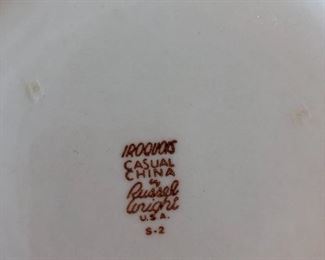 IROQUOIS
CASUAL
CHINA
by
Russel
Wright
U.S.A.
S-2